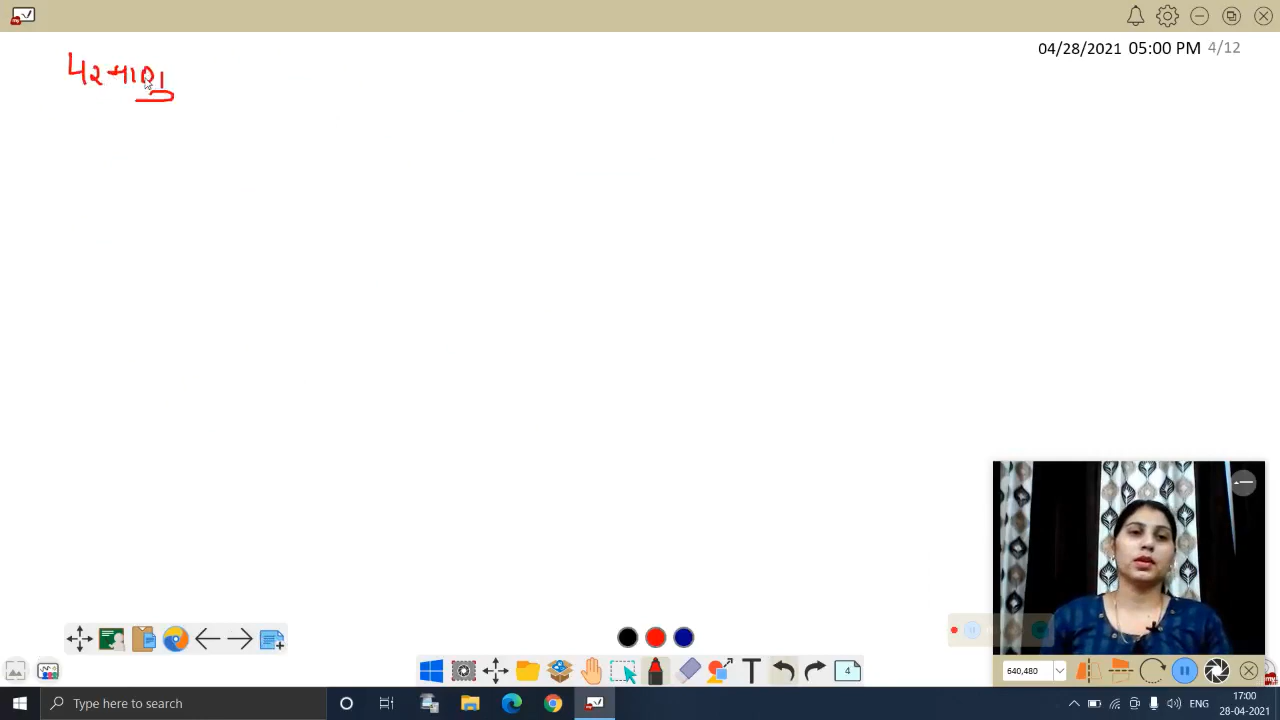 04/28/2021 05:00 PM 4/12
4
640,480
Type here to search
ENG
17:00
28-04-2021